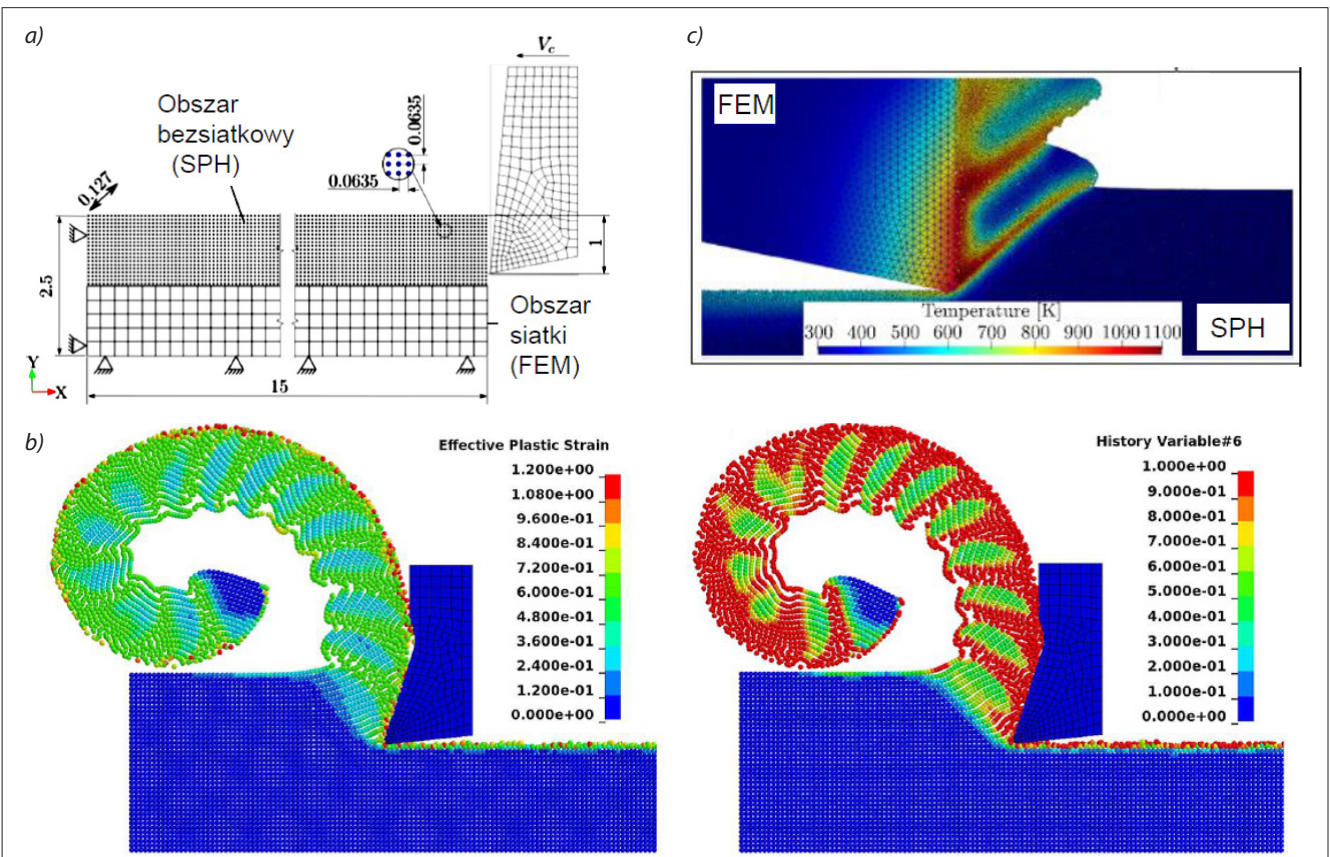 a)
V_c
Obszar
bezsiatkowy
(SPH)
0.0635
0.0635
0.127
2.5
1
Obszar
siatki
(FEM)
Y
X
15
c)
FEM
Temperature [K]
300 400 500 600 700 800 900 1000 1100
SPH
b)
Effective Plastic Strain
1.200e+00
1.080e+00
9.600e-01
8.400e-01
7.200e-01
6.000e-01
4.800e-01
3.600e-01
2.400e-01
1.200e-01
0.000e+00
History Variable#6
1.000e+00
9.000e-01
8.000e-01
7.000e-01
6.000e-01
5.000e-01
4.000e-01
3.000e-01
2.000e-01
1.000e-01
0.000e+00